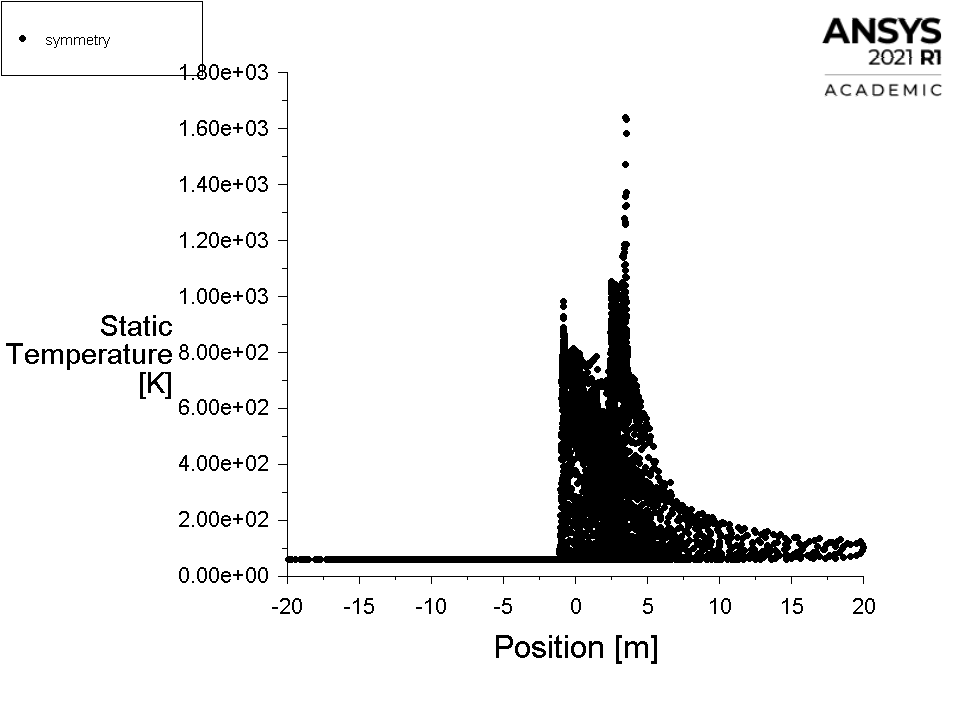 symmetry
ANSYS
2021 R1
ACADEMIC
1.80e+03
1.60e+03
1.40e+03
1.20e+03
1.00e+03
8.00e+02
6.00e+02
4.00e+02
2.00e+02
0.00e+00
Static
Temperature
[K]
-20 -15 -10 -5 0 5 10 15 20
Position [m]